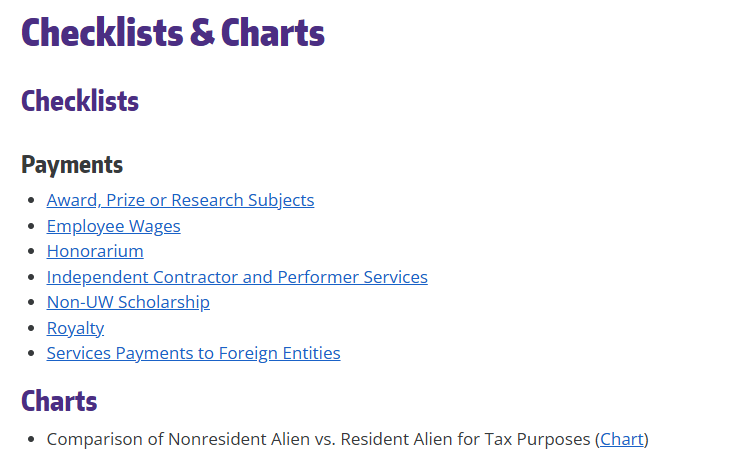 Checklists & Charts
Checklists
Payments
Award, Prize or Research Subjects
Employee Wages
Honorarium
Independent Contractor and Performer Services
Non-UW Scholarship
Royalty
Services Payments to Foreign Entities
Charts
Comparison of Nonresident Alien vs. Resident Alien for Tax Purposes (Chart)